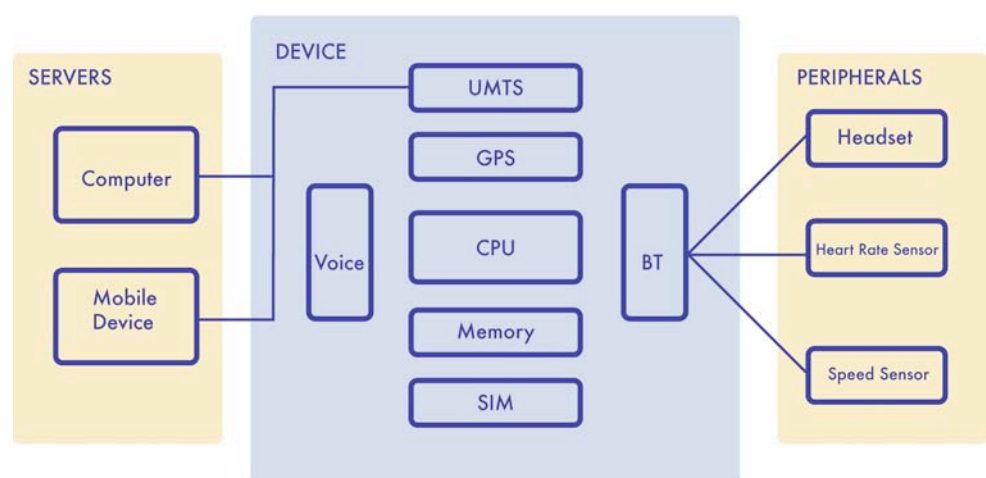 SERVERS
Computer
Mobile
Device
DEVICE
UMTS
GPS
Voice
CPU
BT
Memory
SIM
PERIPHERALS
Headset
Heart Rate Sensor
Speed Sensor